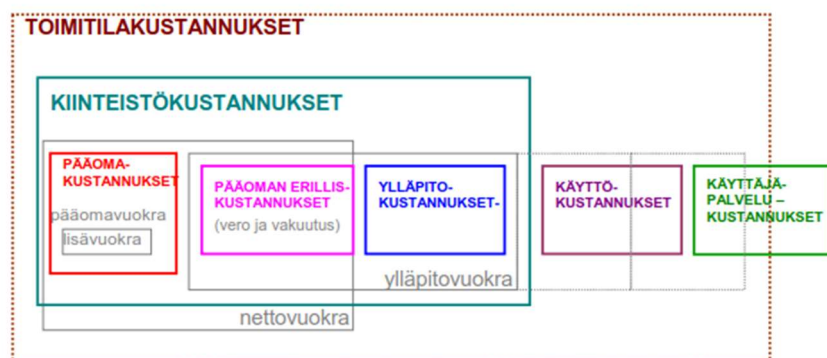 TOIMITILAKUSTANNUKSET
KIINTEISTÖKUSTANNUKSET
PÄÄOMA-
KUSTANNUKSET
pääomavuokra
lisävuokra
PÄÄOMAN ERILLIS-
KUSTANNUKSET
(vero ja vakuutus)
YLLÄPITO-
KUSTANNUKSET-
KÄYTTÖ-
KUSTANNUKSET
KÄYTTÄJÄ-
PALVELU –
KUSTANNUKSET
ylläpitovuokra
nettovuokra